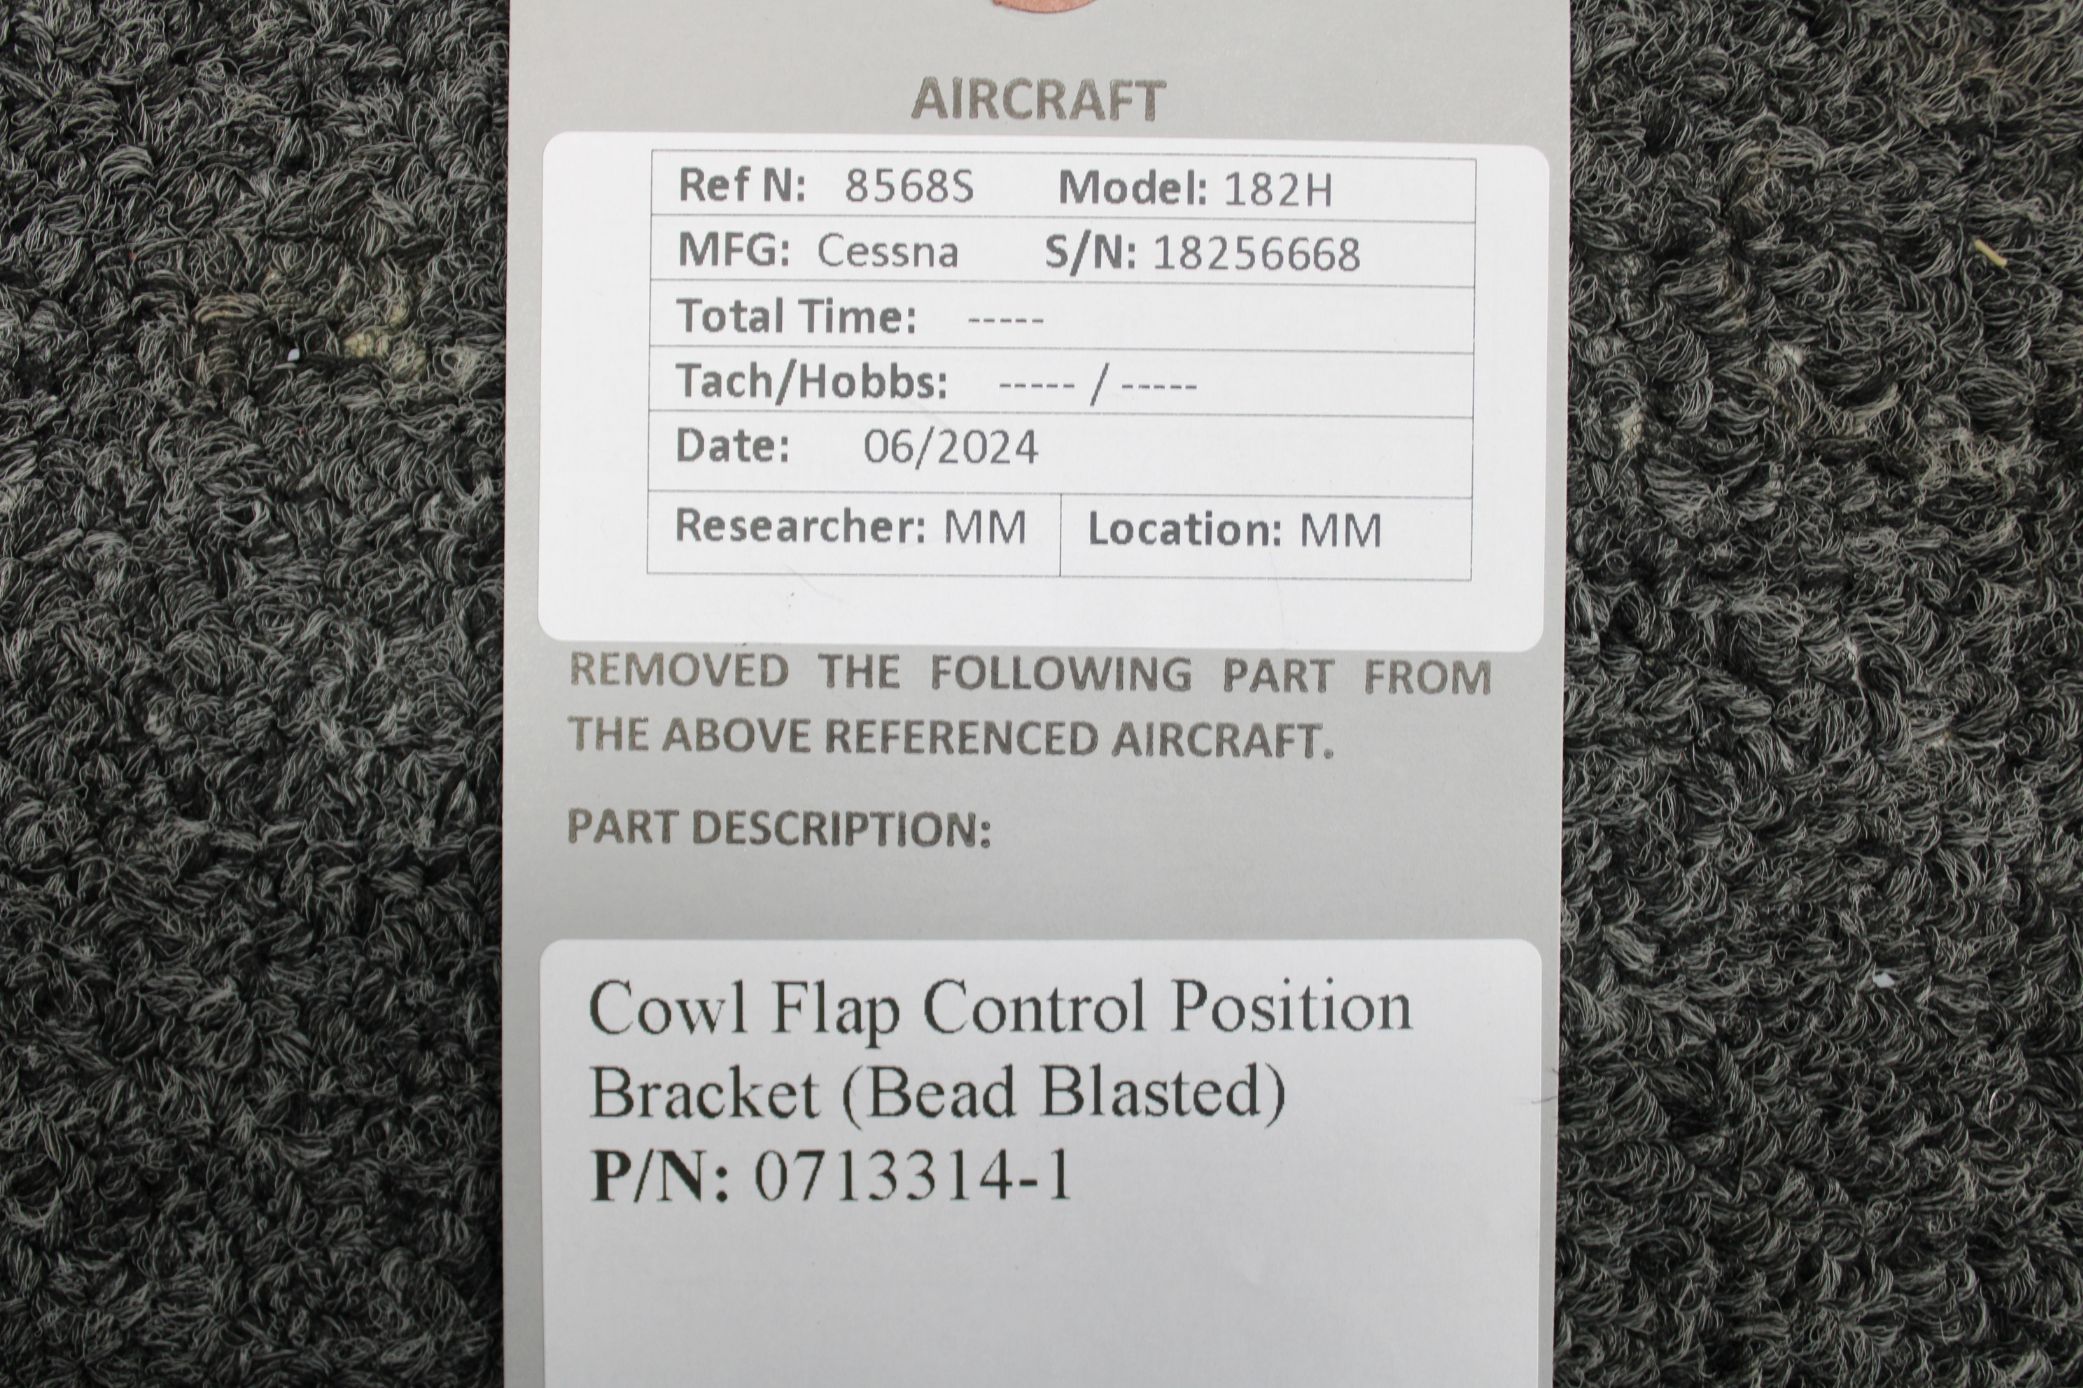 AIRCRAFT
Ref N: 8568S Model: 182H
MFG: Cessna S/N: 18256668
Total Time: -----
Tach/Hobbs: ----- / -----
Date: 06/2024
Researcher: MM Location: MM
REMOVED THE FOLLOWING PART FROM
THE ABOVE REFERENCED AIRCRAFT.
PART DESCRIPTION:
Cowl Flap Control Position
Bracket (Bead Blasted)
P/N: 0713314-1